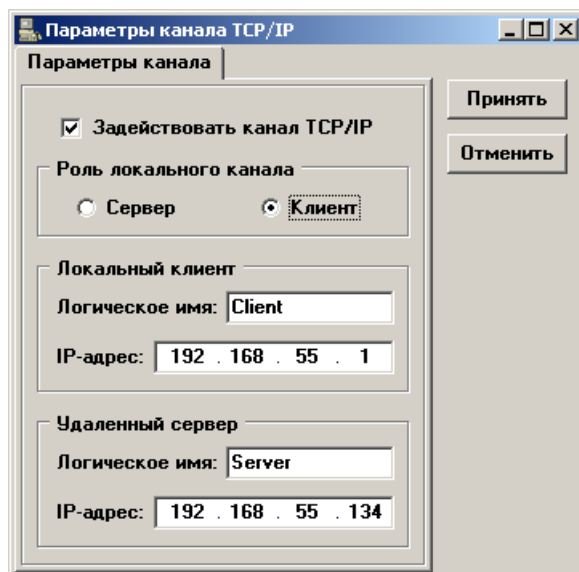 Параметры канала TCP/IP
Параметры канала
Принять
Задействовать канал TCP/IP
Отменить
Роль локального канала
Сервер Клиент
Локальный клиент
Логическое имя: Client
IP-адрес: 192 . 168 . 55 . 1
Удаленный сервер
Логическое имя: Server
IP-адрес: 192 . 168 . 55 . 134